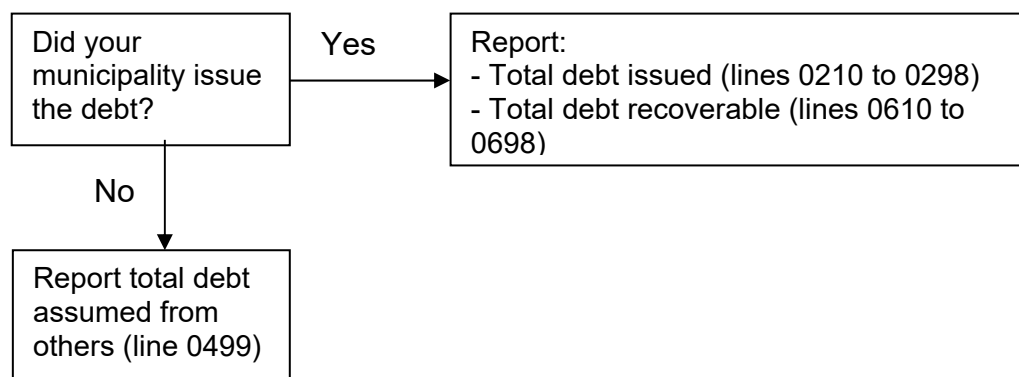 Did your
municipality issue
the debt?
Yes
Report:
- Total debt issued (lines 0210 to 0298)
- Total debt recoverable (lines 0610 to
0698)
No
Report total debt
assumed from
others (line 0499)